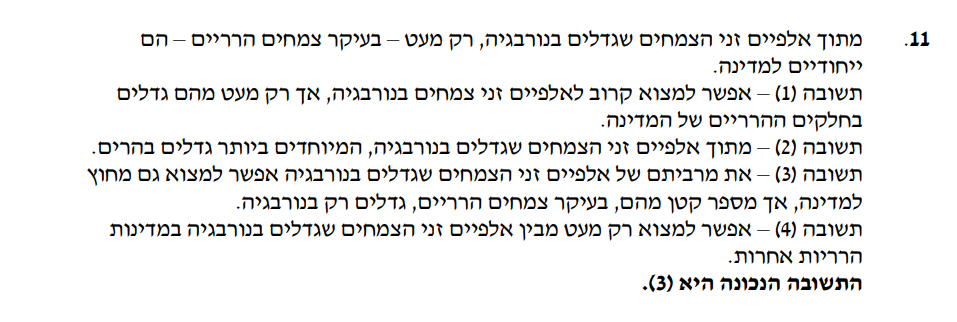 11. מתוך אלפיים זני הצמחים שגדלים בנורבגיה, רק מעט – בעיקר צמחים הרריים – הם
ייחודיים למדינה.
תשובה (1) – אפשר למצוא קרוב לאלפיים זני צמחים בנורבגיה, אך רק מעט מהם גדלים
בחלקים ההרריים של המדינה.
תשובה (2) – מתוך אלפיים זני הצמחים שגדלים בנורבגיה, המיוחדים ביותר גדלים בהרים.
תשובה (3) – את מרביתם של אלפיים זני הצמחים שגדלים בנורבגיה אפשר למצוא גם מחוץ
למדינה, אך מספר קטן מהם, בעיקר צמחים הרריים, גדלים רק בנורבגיה.
תשובה (4) – אפשר למצוא רק מעט מבין אלפיים זני הצמחים שגדלים בנורבגיה במדינות
הרריות אחרות.
התשובה הנכונה היא (3).